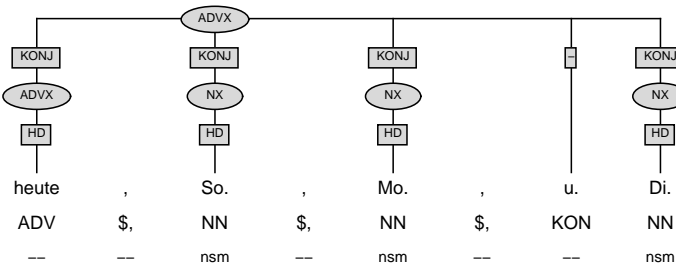 ADVX
KONJ KONJ KONJ – KONJ
ADVX NX NX NX
HD HD HD HD
heute , So. , Mo. , u. Di.
ADV $, NN $, NN $, KON NN
–– –– nsm –– nsm –– –– nsm